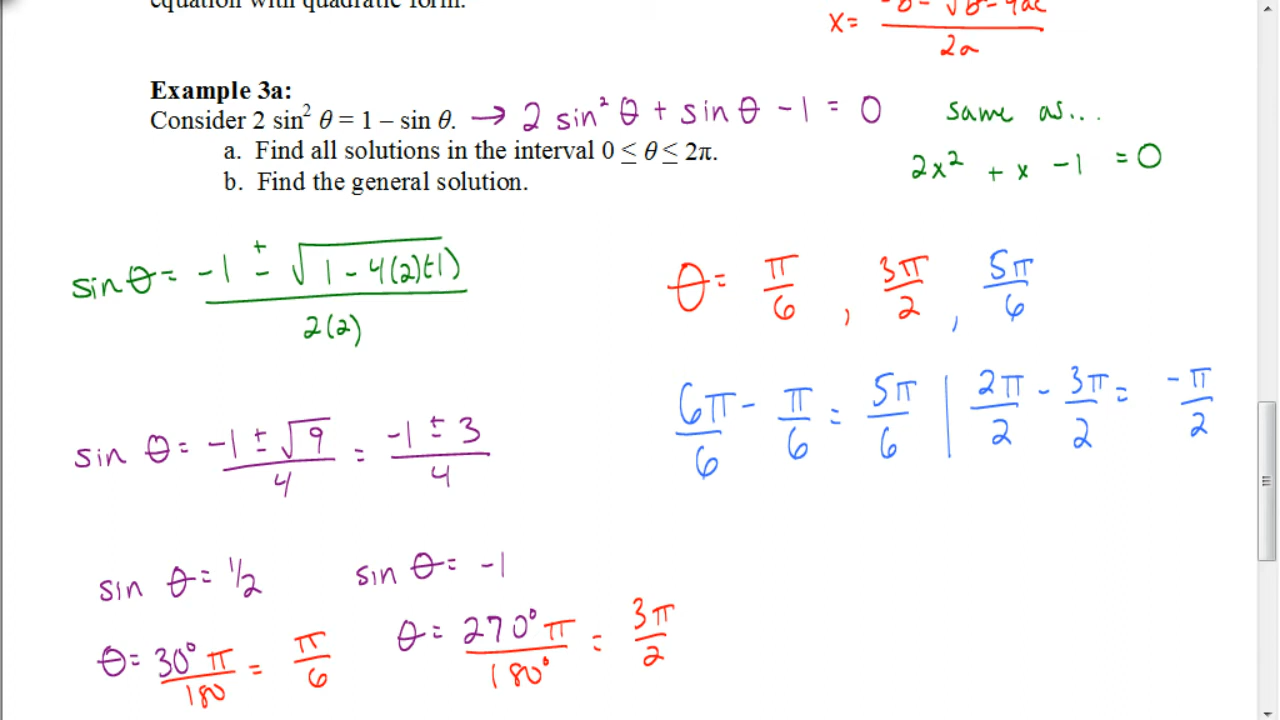 equation with quadratic form.
x= -b - √b²-4ac / 2a
Example 3a:
Consider 2 sin² θ = 1 – sin θ. → 2 sin² θ + sin θ - 1 = 0 same as...
a. Find all solutions in the interval 0 ≤ θ ≤ 2π.
2x² + x - 1 = 0
b. Find the general solution.
sin θ = -1 ± √1 - 4(2)(-1) / 2(2)
θ = π/6 , 3π/2 , 5π/6
6π/6 - π/6 = 5π/6 | 2π/2 - 3π/2 = -π/2
sin θ = -1 ± √9 / 4 = -1 ± 3 / 4
sin θ = 1/2 sin θ = -1
θ = 30° π / 180 = π/6 θ = 270° π / 180° = 3π/2